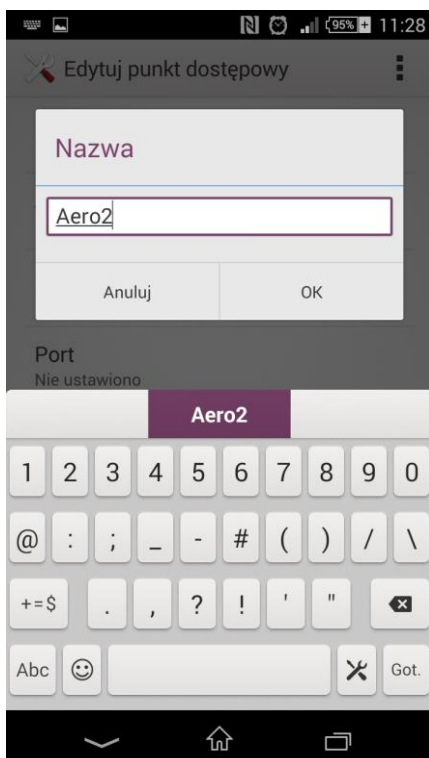 95% 11:28
Edytuj punkt dostępowy
Nazwa
Aero2
Anuluj OK
Port
Nie ustawiono
Aero2
1 2 3 4 5 6 7 8 9 0
@ : ; _ - # ( ) / \
+=$ . , ? ! ' "
Abc Got.